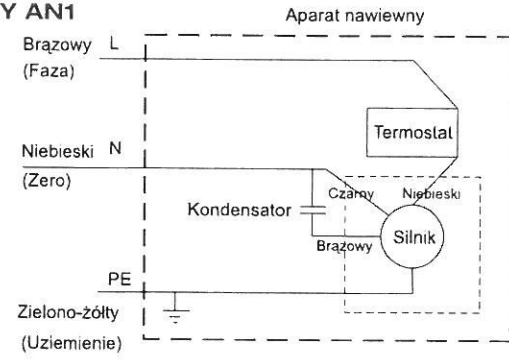 Y AN1
Aparat nawiewny
Brązowy L
(Faza)
Termostat
Niebieski N
(Zero)
Czarny
Niebieski
Kondensator
Silnik
Brązowy
PE
Zielono-żółty
(Uziemienie)